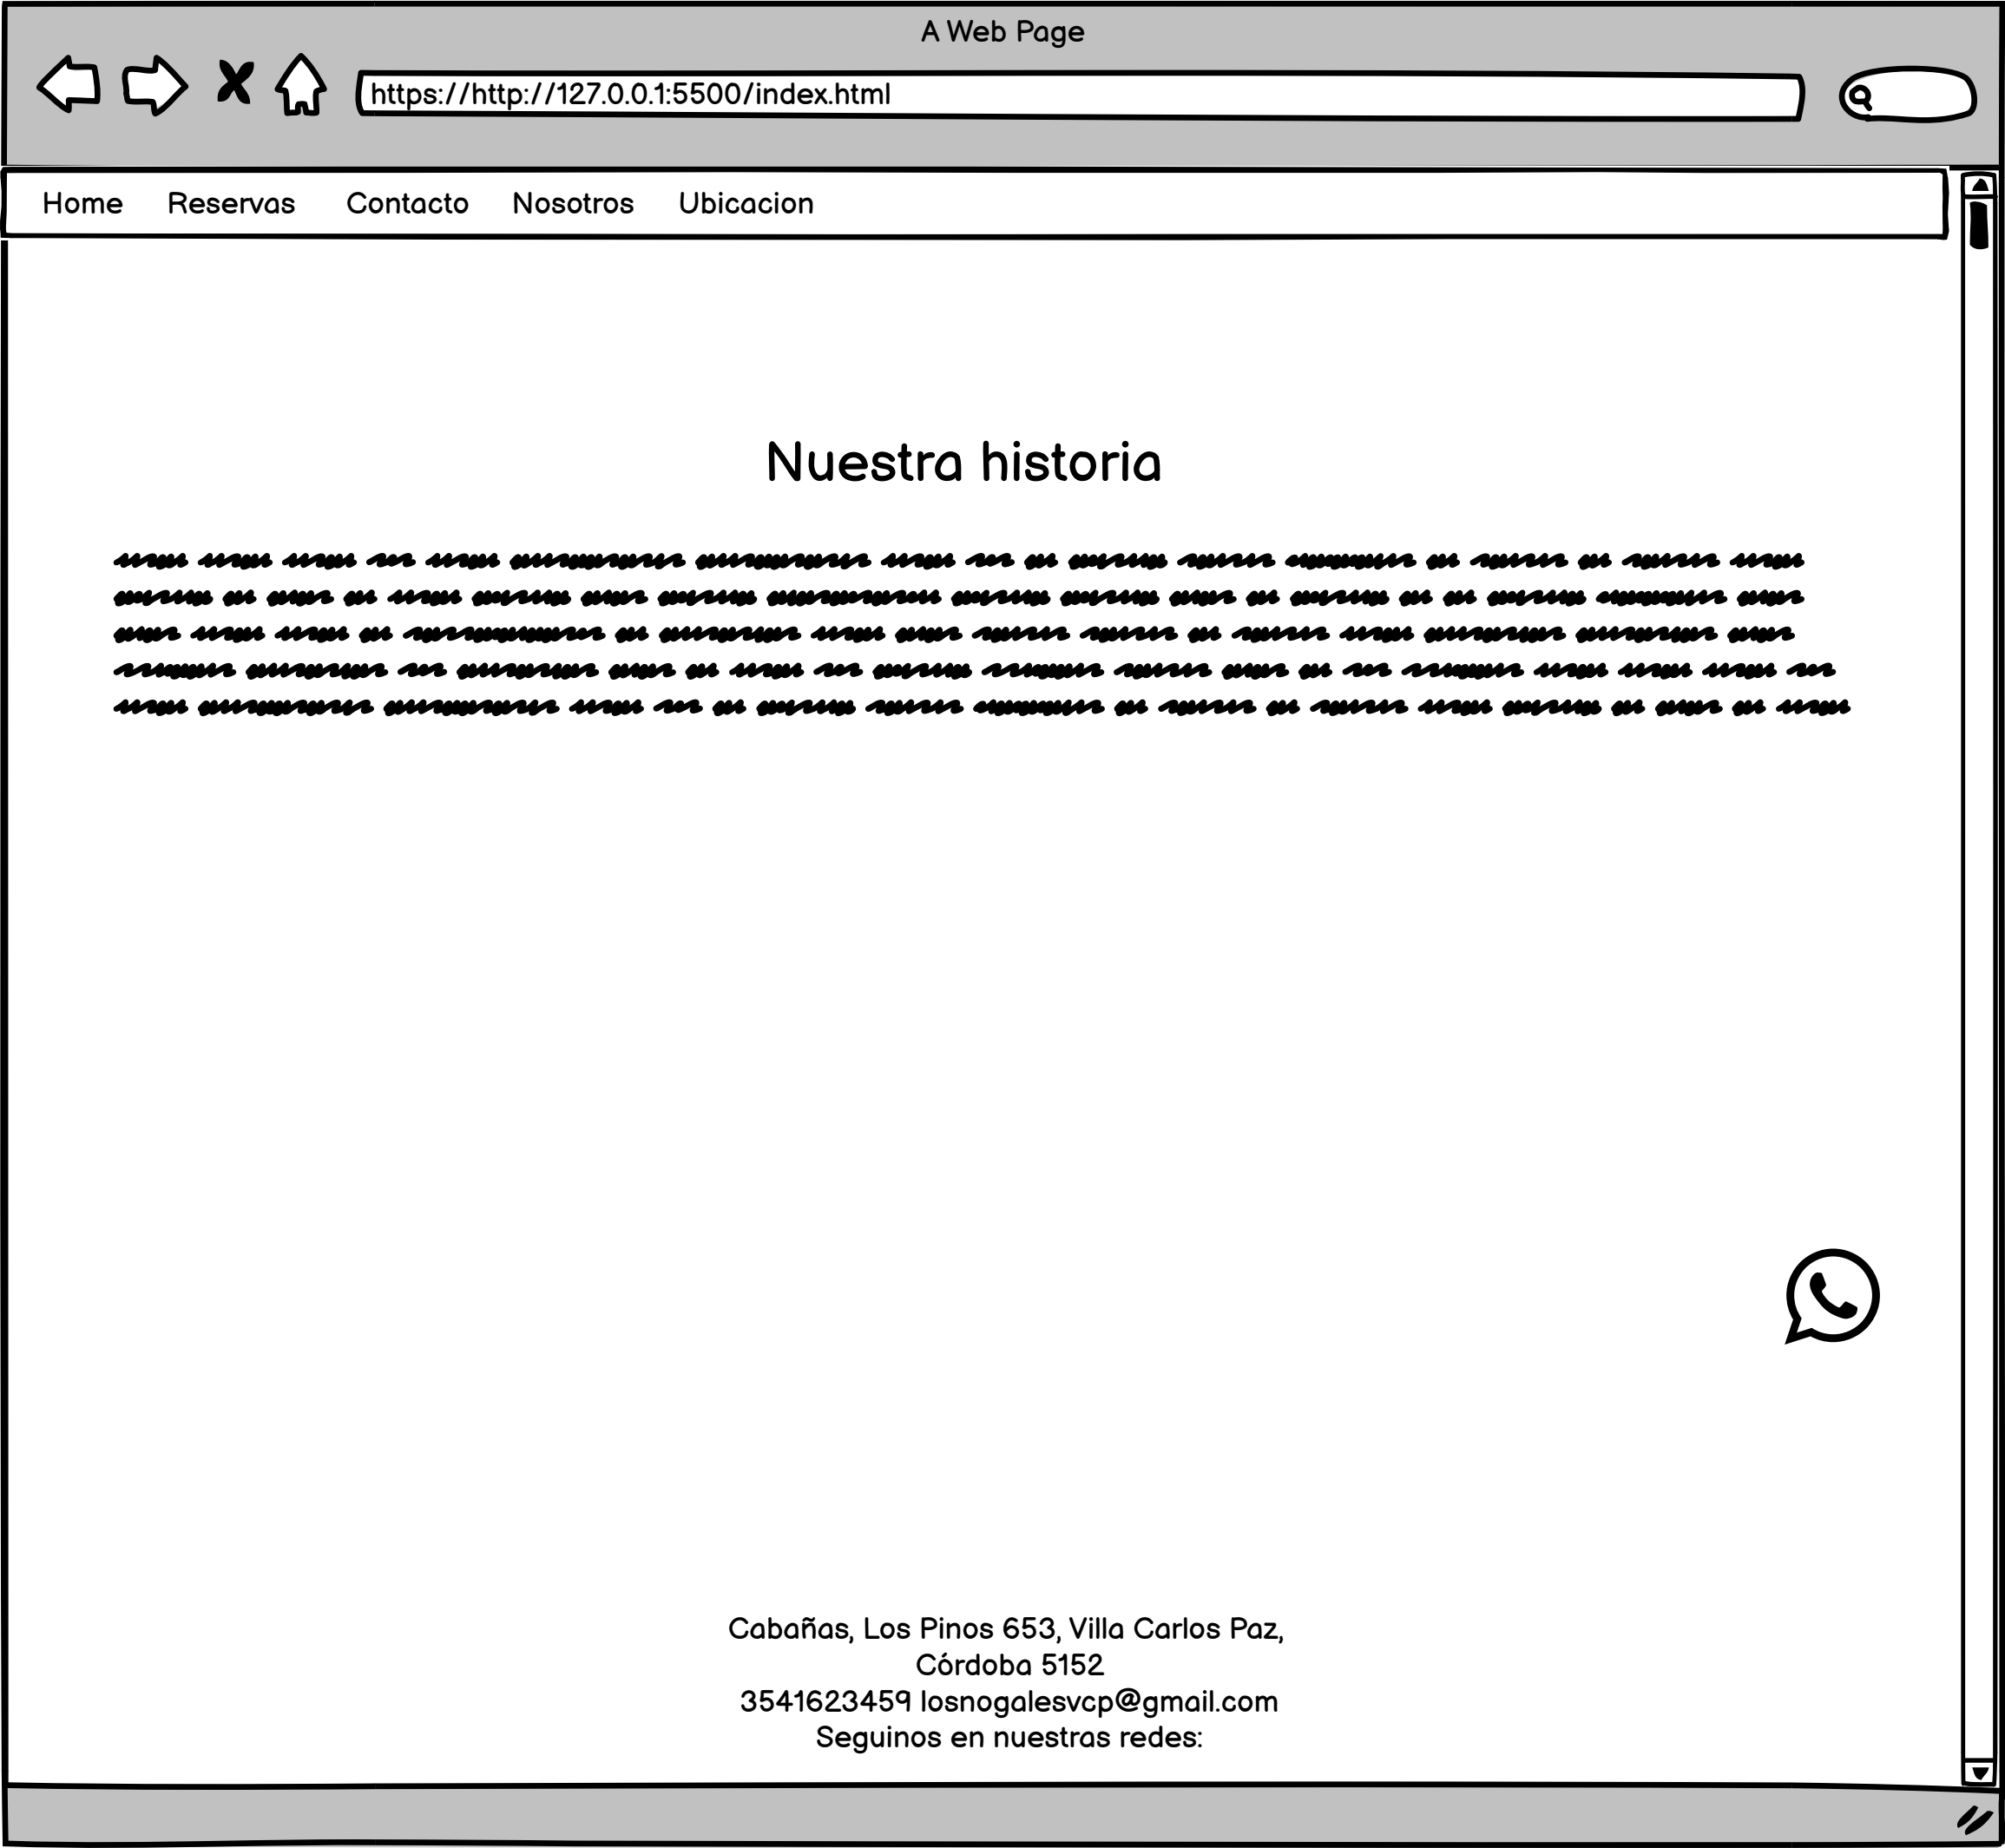 A Web Page
https://http://127.0.0.1:5500/index.html
Home Reservas Contacto Nosotros Ubicacion
Nuestra historia
Cabañas, Los Pinos 653, Villa Carlos Paz,
Córdoba 5152
3541623459 losnogalesvcp@gmail.com
Seguinos en nuestras redes: